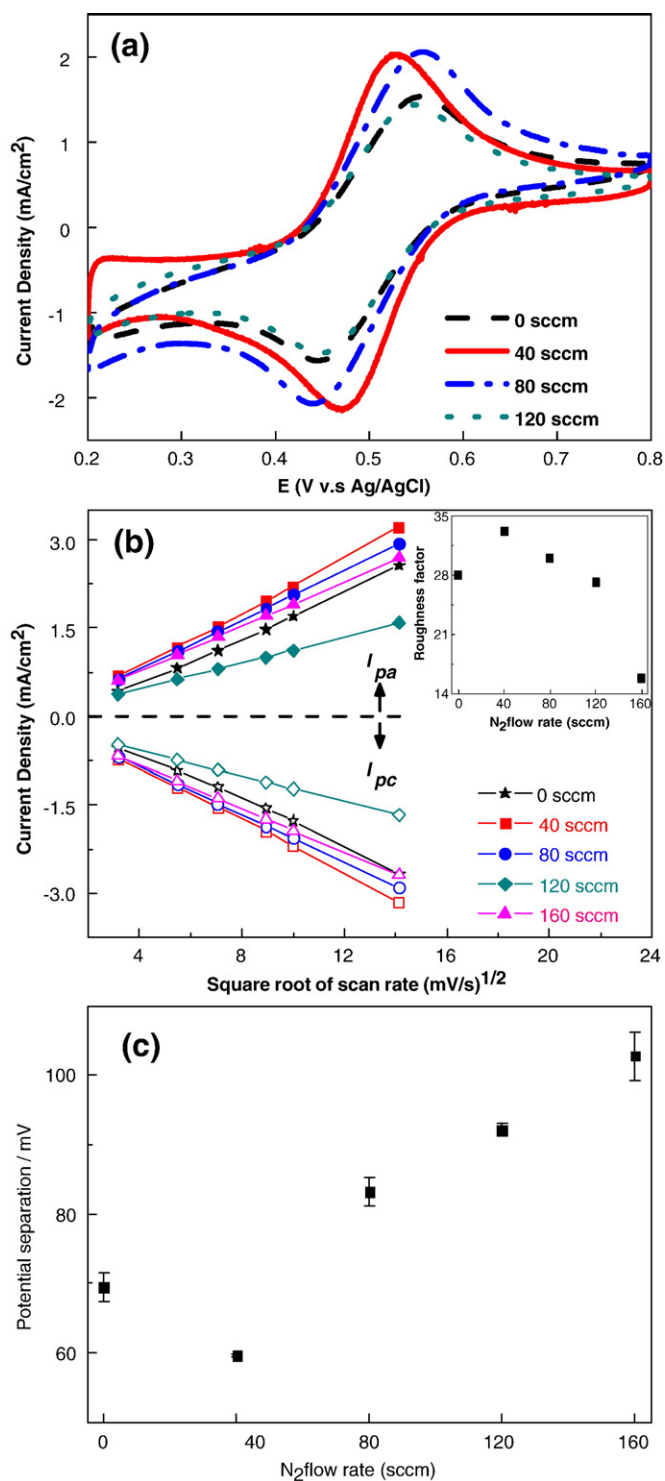 (a)
2
1
0
-1
-2
Current Density (mA/cm²)
0 sccm
40 sccm
80 sccm
120 sccm
0.2 0.3 0.4 0.5 0.6 0.7 0.8
E (V v.s Ag/AgCl)
(b)
3.0
1.5
0.0
-1.5
-3.0
Current Density (mA/cm²)
35
28
21
14
Roughness factor
0 40 80 120 160
N₂flow rate (sccm)
I pa
I pc
0 sccm
40 sccm
80 sccm
120 sccm
160 sccm
4 8 12 16 20 24
Square root of scan rate (mV/s)^1/2
(c)
100
80
60
Potential separation / mV
0 40 80 120 160
N₂flow rate (sccm)